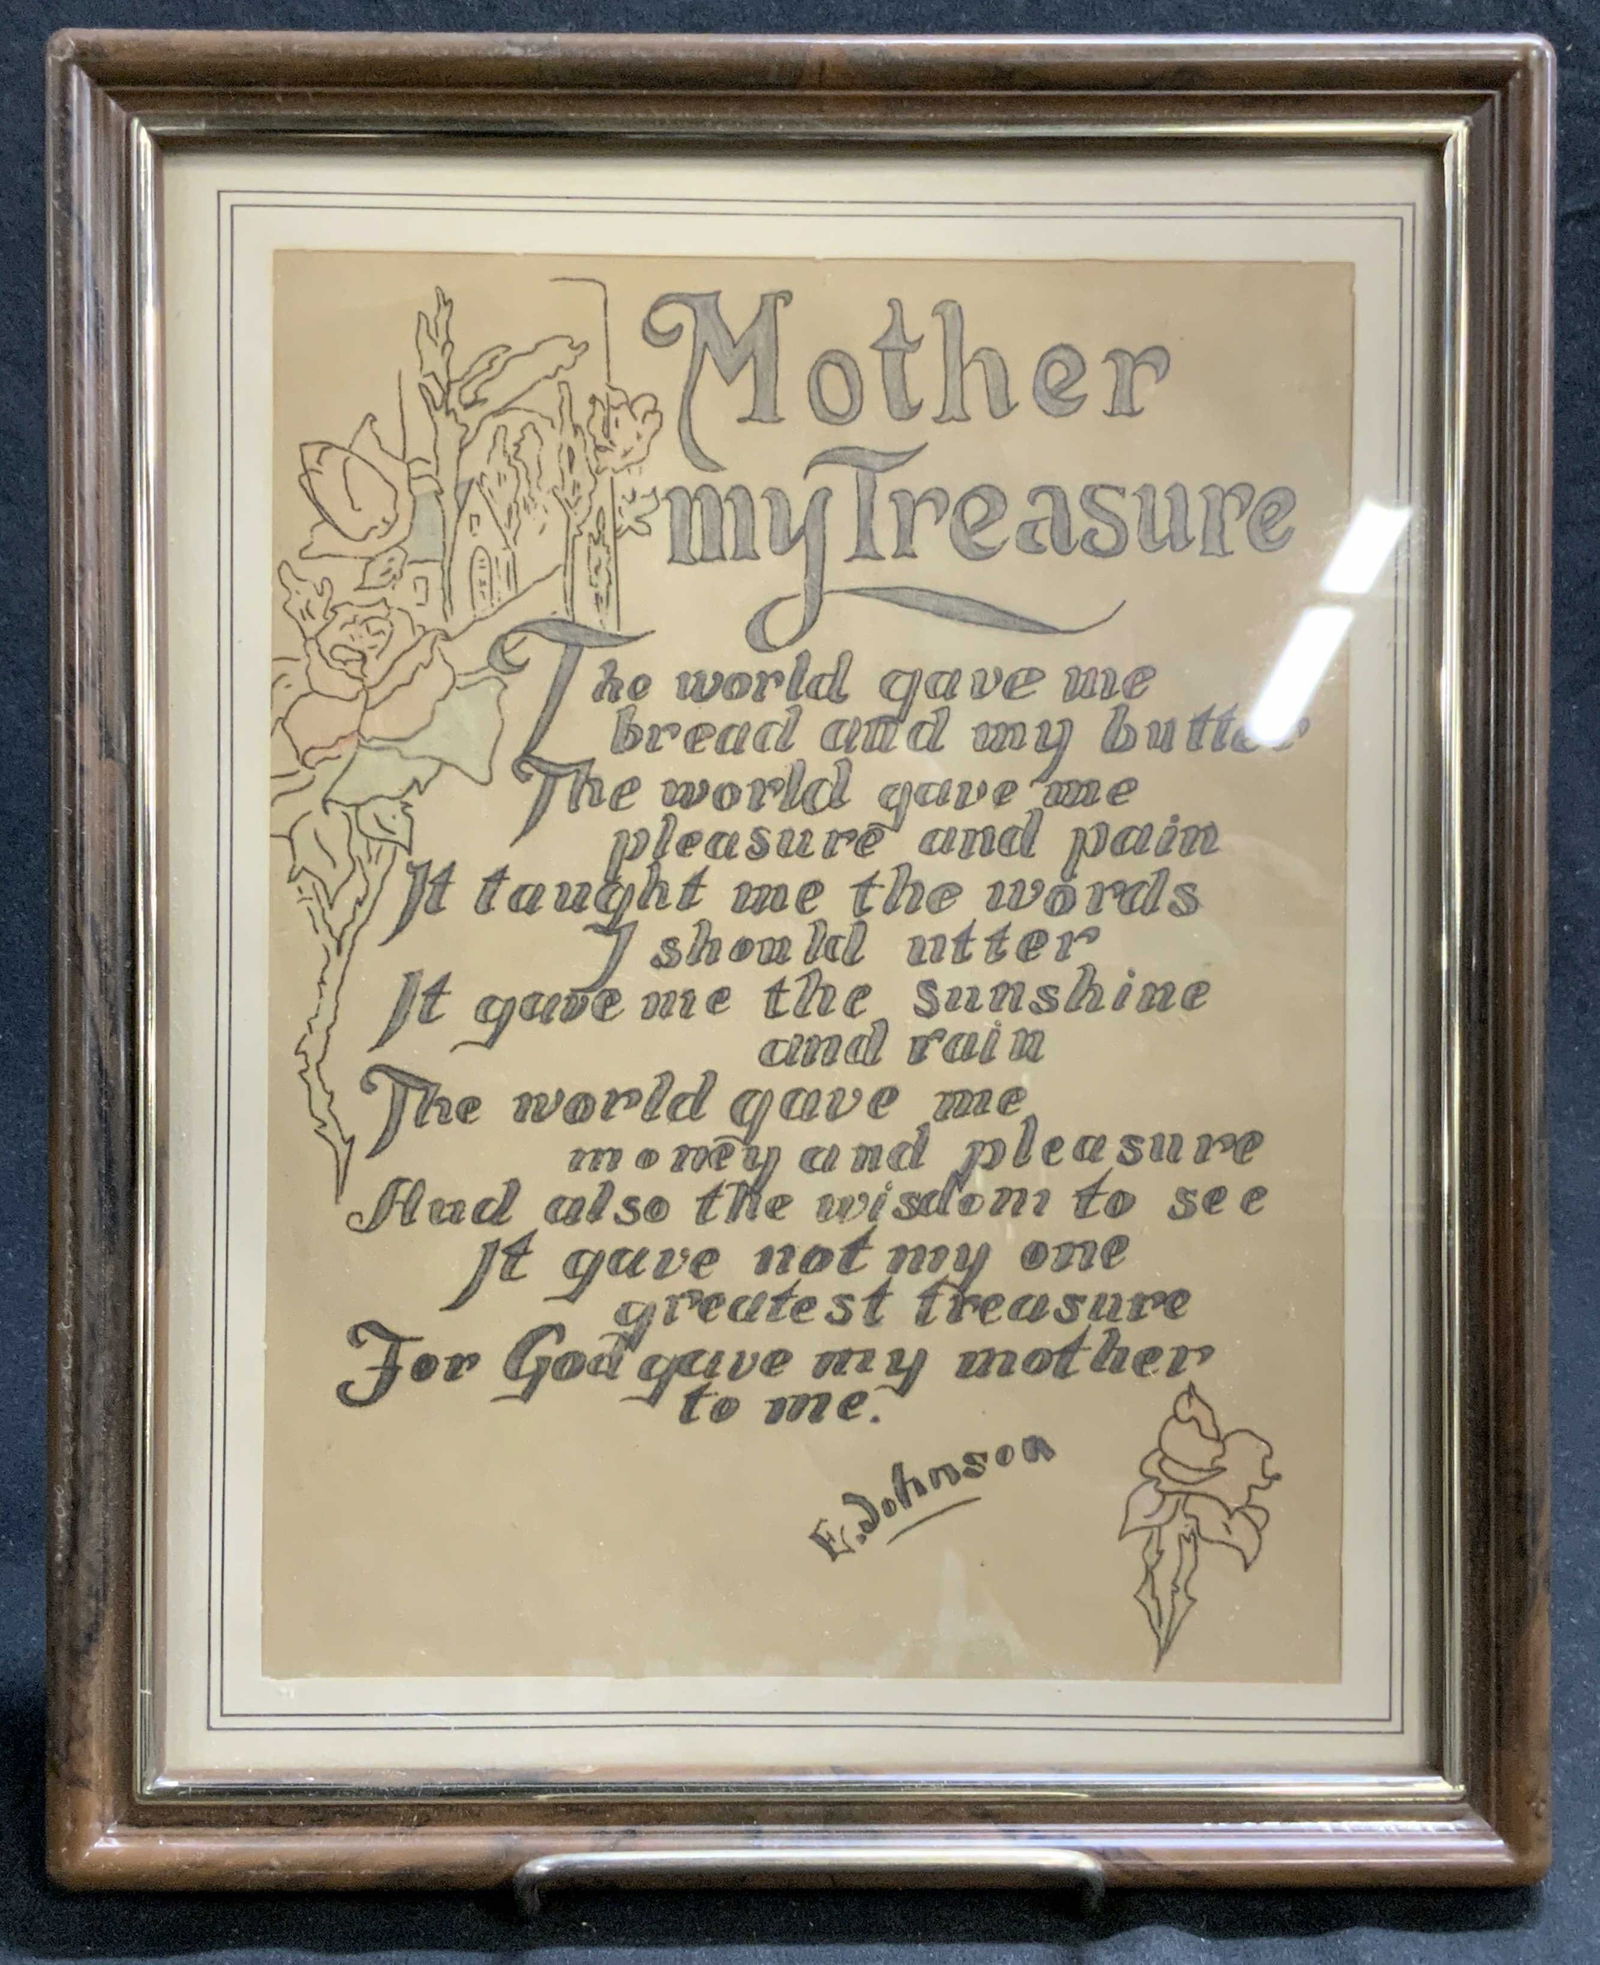 Mother
my Treasure
The world gave me
bread and my butter
The world gave me
pleasure and pain
It taught me the words
I should utter
It gave me the sunshine
and rain
The world gave me
money and pleasure
And also the wisdom to see
It gave not my one
greatest treasure
For God gave my mother
to me.
E. Johnson